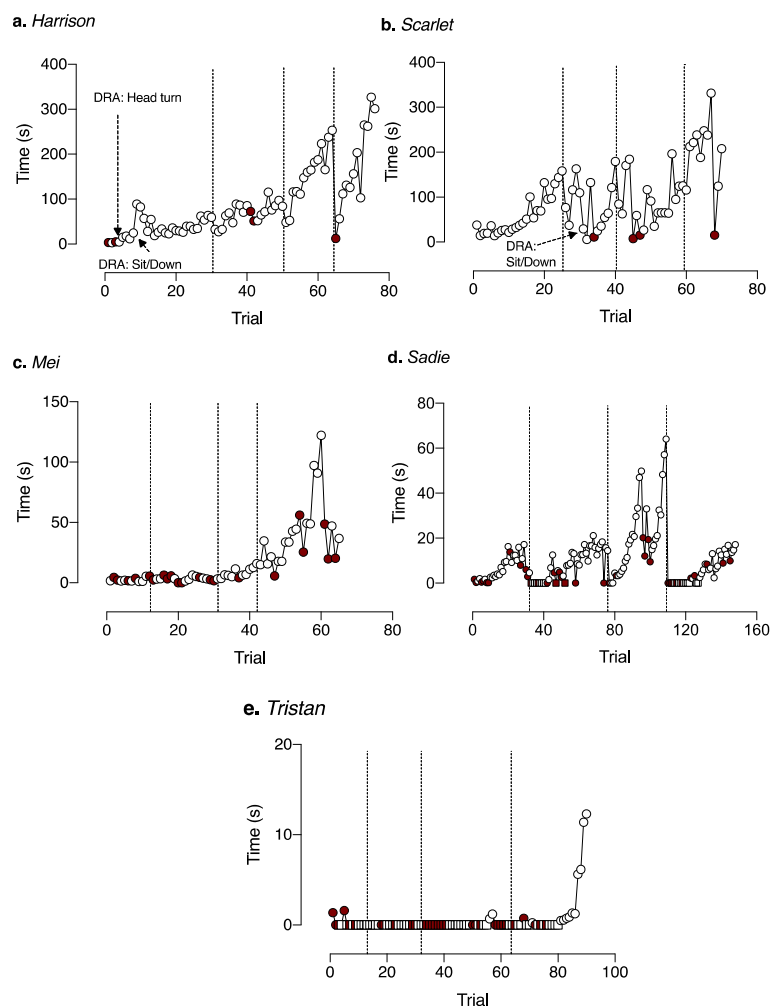 a. Harrison
b. Scarlet
400
300
200
100
0
Time (s)
DRA: Head turn
DRA: Sit/Down
0 20 40 60 80
Trial
400
300
200
100
0
Time (s)
DRA:
Sit/Down
0 20 40 60 80
Trial
c. Mei
d. Sadie
150
100
50
0
Time (s)
0 20 40 60 80
Trial
80
60
40
20
0
Time (s)
0 40 80 120 160
Trial
e. Tristan
20
10
0
Time (s)
0 20 40 60 80 100
Trial